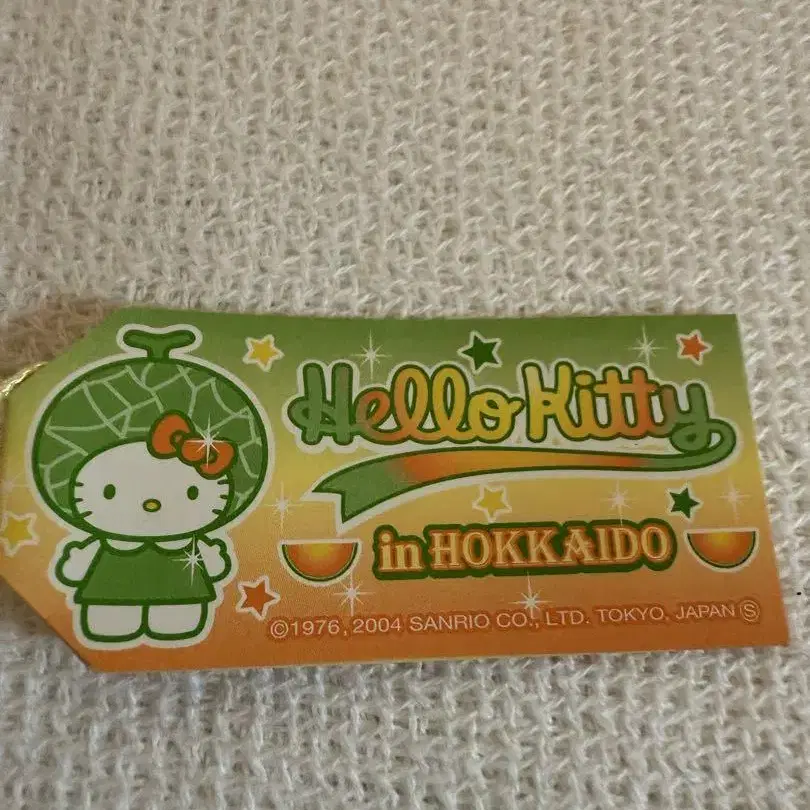 Hello Kitty
in HOKKAIDO
©1976, 2004 SANRIO CO., LTD. TOKYO, JAPAN Ⓢ